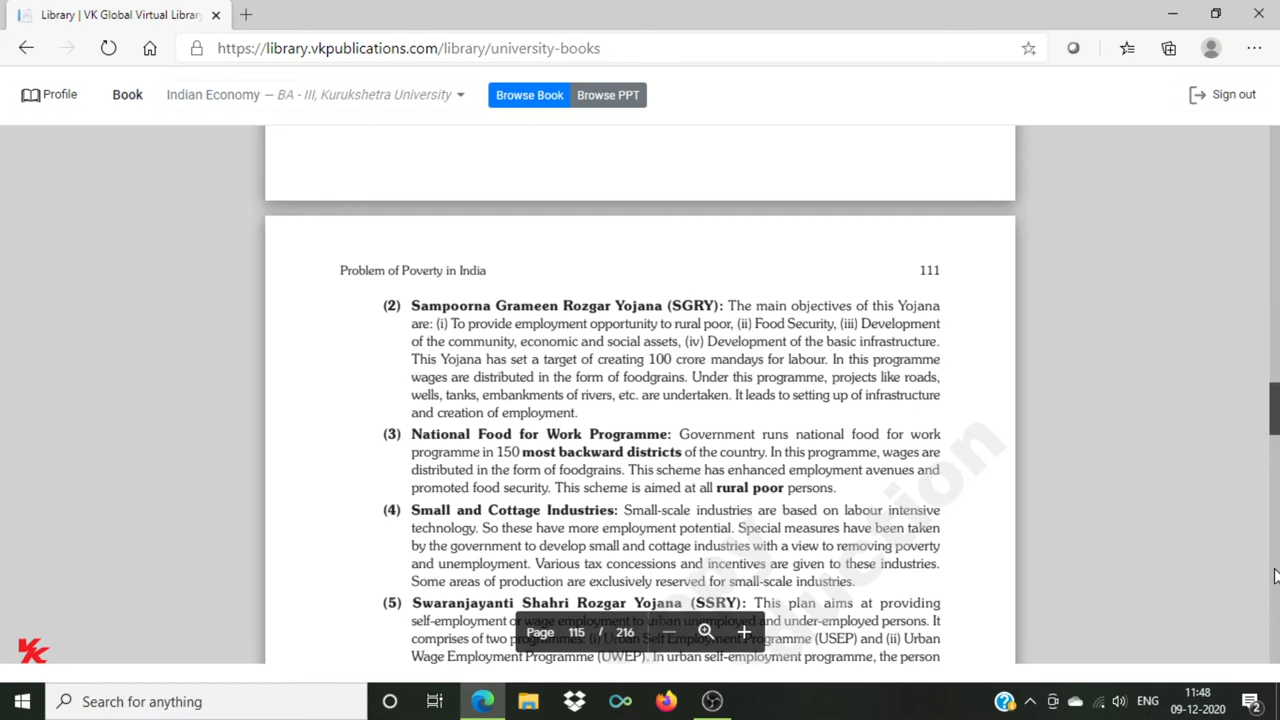 Library | VK Global Virtual Library
https://library.vkpublications.com/library/university-books
Profile Book Indian Economy — BA - III, Kurukshetra University Browse Book Browse PPT Sign out
Problem of Poverty in India 111
(2) Sampoorna Grameen Rozgar Yojana (SGRY): The main objectives of this Yojana
are: (i) To provide employment opportunity to rural poor, (ii) Food Security, (iii) Development
of the community, economic and social assets, (iv) Development of the basic infrastructure.
This Yojana has set a target of creating 100 crore mandays for labour. In this programme
wages are distributed in the form of foodgrains. Under this programme, projects like roads,
wells, tanks, embankments of rivers, etc. are undertaken. It leads to setting up of infrastructure
and creation of employment.
(3) National Food for Work Programme: Government runs national food for work
programme in 150 most backward districts of the country. In this programme, wages are
distributed in the form of foodgrains. This scheme has enhanced employment avenues and
promoted food security. This scheme is aimed at all rural poor persons.
(4) Small and Cottage Industries: Small-scale industries are based on labour intensive
technology. So these have more employment potential. Special measures have been taken
by the government to develop small and cottage industries with a view to removing poverty
and unemployment. Various tax concessions and incentives are given to these industries.
Some areas of production are exclusively reserved for small-scale industries.
(5) Swaranjayanti Shahri Rozgar Yojana (SSRY): This plan aims at providing
self-employment or wage employment to urban unemployed and under-employed persons. It
comprises of two programmes: (i) Urban Self Employment Programme (USEP) and (ii) Urban
Wage Employment Programme (UWEP). In urban self-employment programme, the person
Page 115 / 216
VK
Search for anything
ENG
11:48
09-12-2020
2